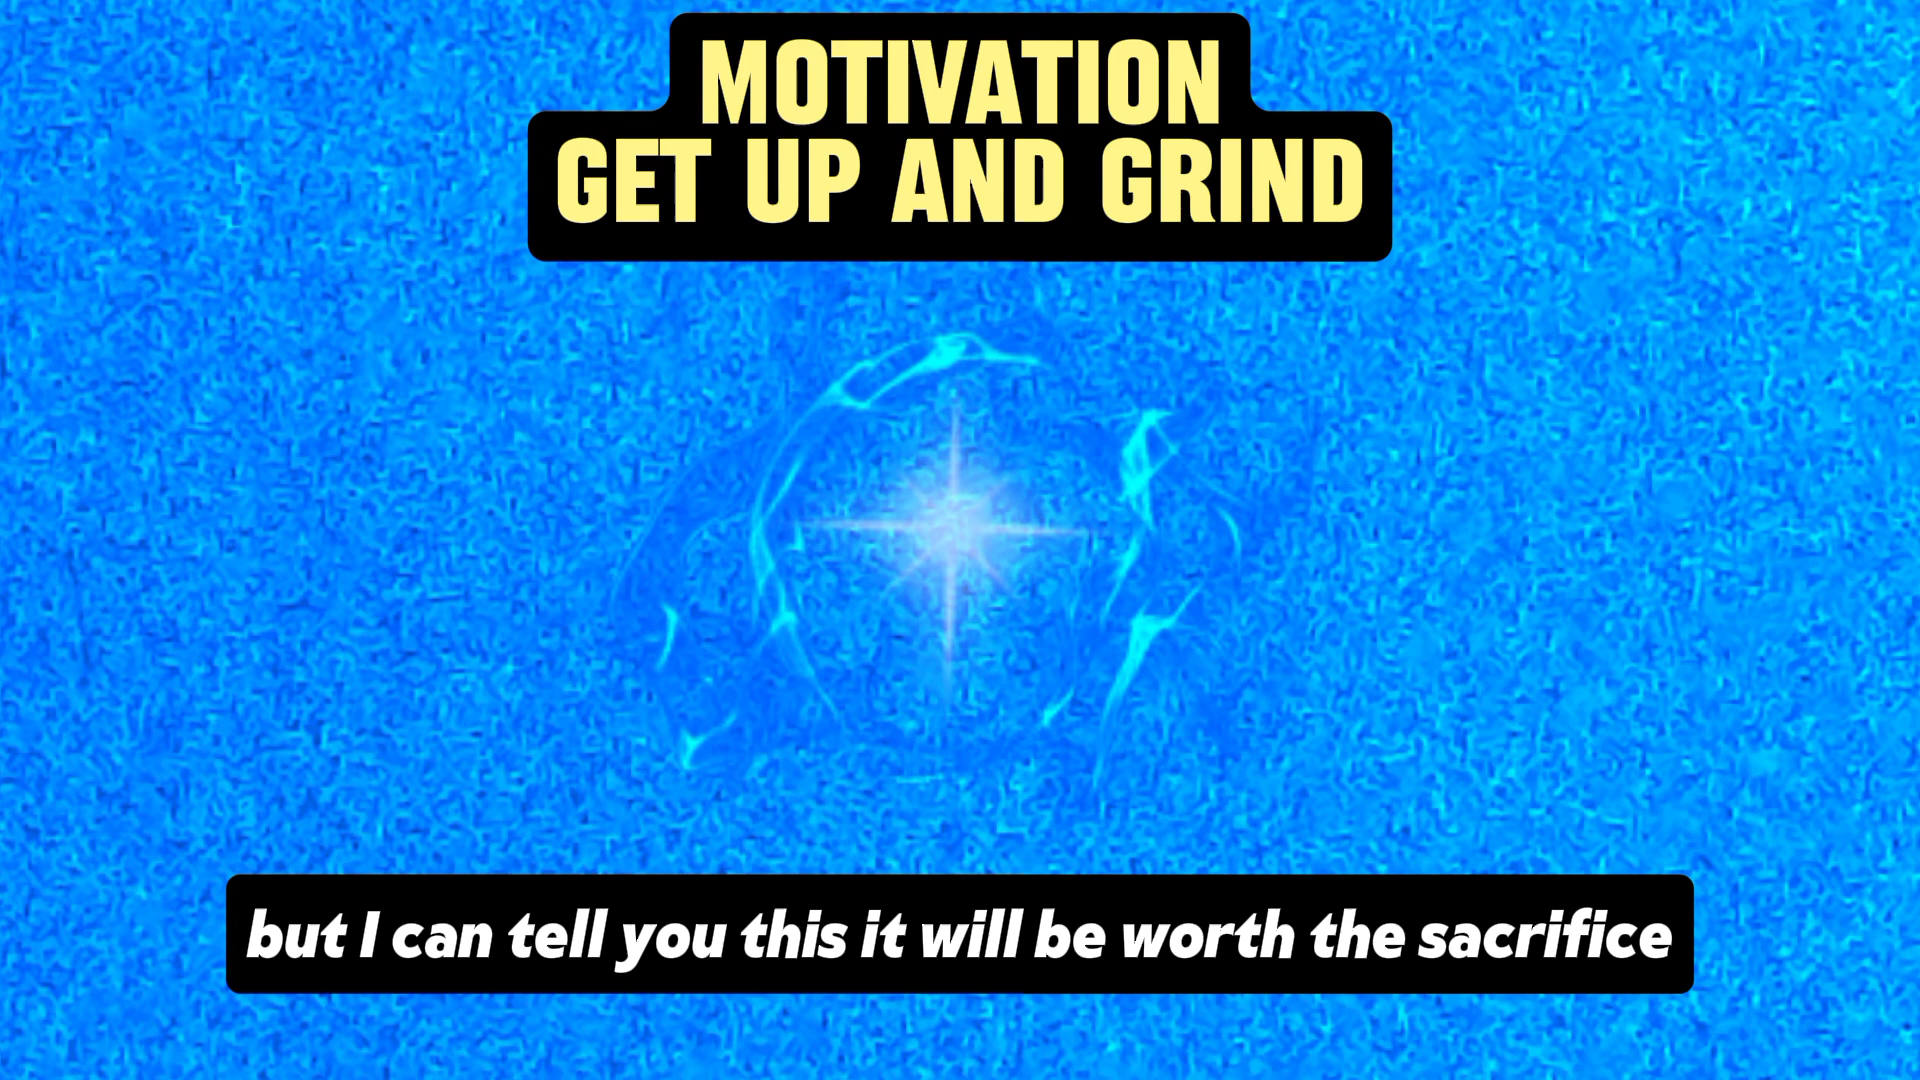 MOTIVATION
GET UP AND GRIND
but I can tell you this it will be worth the sacrifice